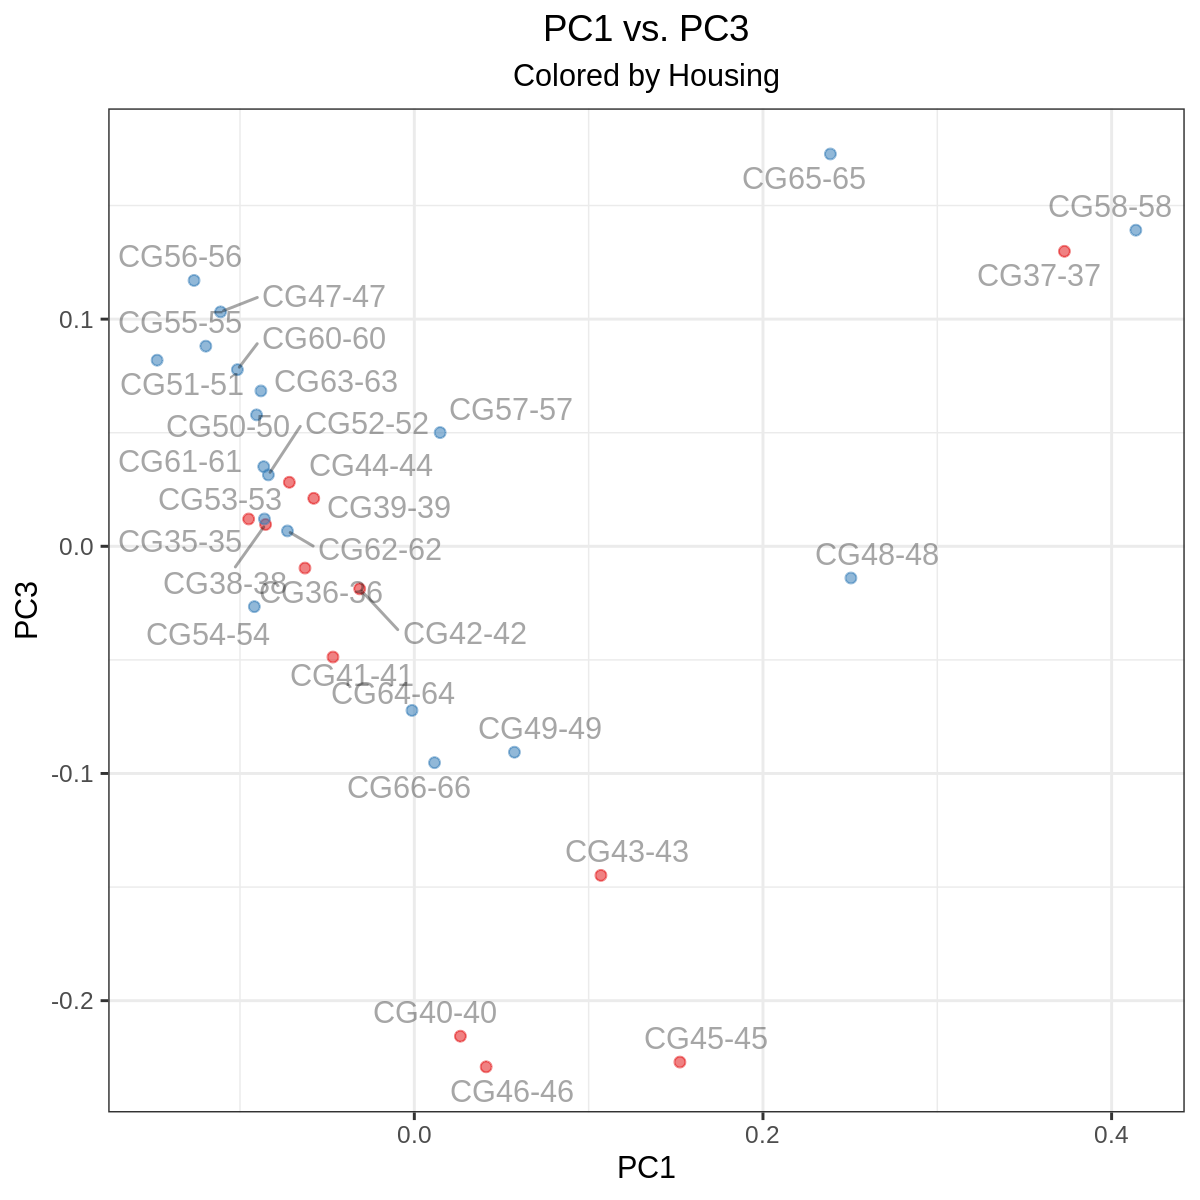 PC1 vs. PC3
Colored by Housing
CG65-65
CG58-58
CG56-56
CG37-37
CG47-47
0.1
CG55-55
CG60-60
CG51-51
CG63-63
CG57-57
CG50-50
CG52-52
CG61-61
CG44-44
CG53-53
CG39-39
0.0
CG35-35
CG62-62
CG48-48
CG38-38
CG36-36
PC3
CG54-54
CG42-42
CG41-41
CG64-64
CG49-49
-0.1
CG66-66
CG43-43
-0.2
CG40-40
CG45-45
CG46-46
0.0
0.2
0.4
PC1